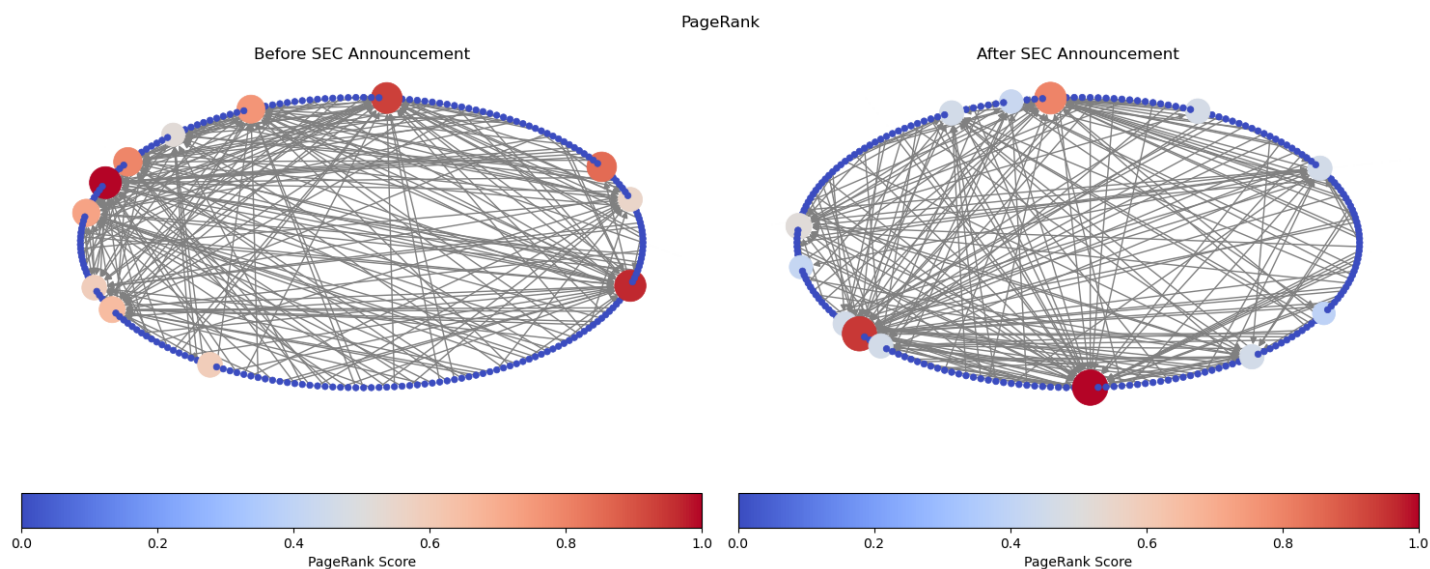 PageRank
Before SEC Announcement
After SEC Announcement
0.0 0.2 0.4 0.6 0.8 1.0
PageRank Score
0.0 0.2 0.4 0.6 0.8 1.0
PageRank Score